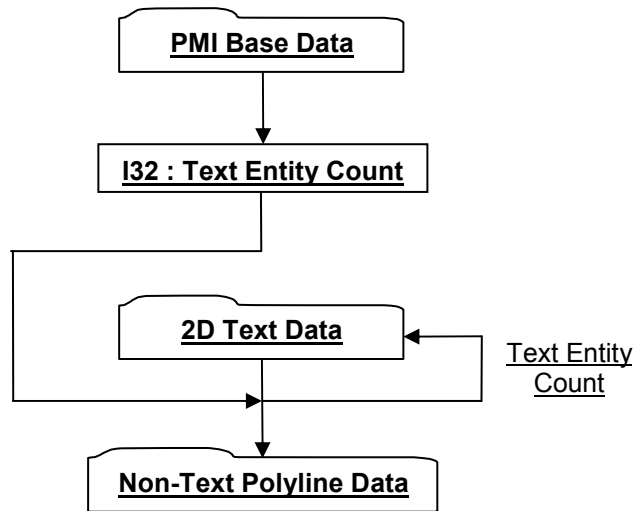 PMI Base Data
I32 : Text Entity Count
2D Text Data
Text Entity
Count
Non-Text Polyline Data